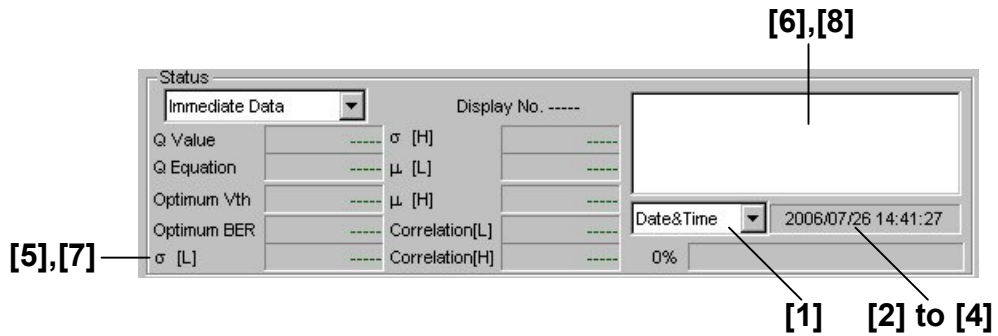 [6],[8]
Status
Immediate Data
Display No. -----
Q Value ----- σ [H] -----
Q Equation ----- μ [L] -----
Optimum Vth ----- μ [H] -----
Optimum BER ----- Correlation[L] -----
σ [L] ----- Correlation[H] -----
Date&Time 2006/07/26 14:41:27
0%
[5],[7]
[1]
[2] to [4]